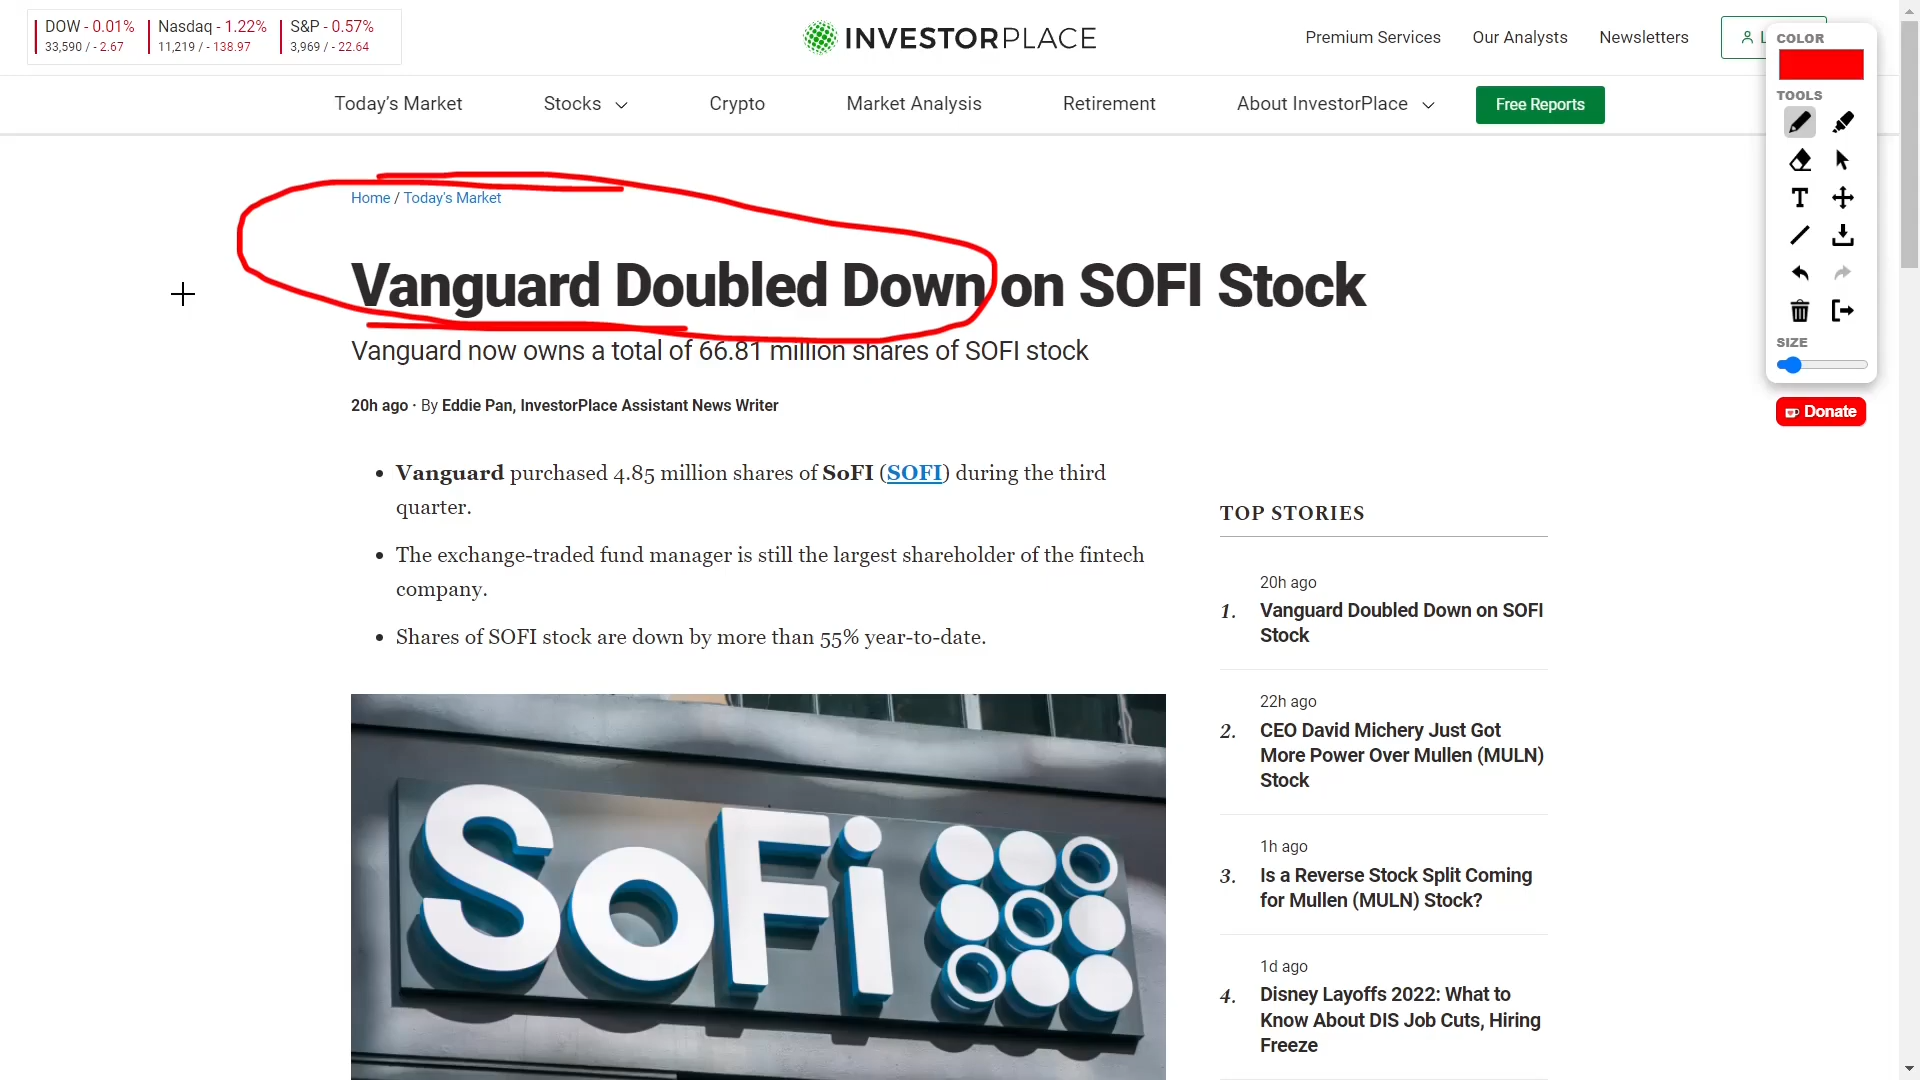 DOW - 0.01%
33,590 / - 2.67
Nasdaq - 1.22%
11,219 / - 138.97
S&P - 0.57%
3,969 / - 22.64
INVESTORPLACE
Premium Services
Our Analysts
Newsletters
L
Today’s Market
Stocks
Crypto
Market Analysis
Retirement
About InvestorPlace
Free Reports
COLOR
TOOLS
T
SIZE
Donate
Home / Today's Market
Vanguard Doubled Down on SOFI Stock
Vanguard now owns a total of 66.81 million shares of SOFI stock
20h ago · By Eddie Pan, InvestorPlace Assistant News Writer
• Vanguard purchased 4.85 million shares of SoFI (SOFI) during the third
quarter.
• The exchange-traded fund manager is still the largest shareholder of the fintech
company.
• Shares of SOFI stock are down by more than 55% year-to-date.
SoFi
TOP STORIES
20h ago
1. Vanguard Doubled Down on SOFI
Stock
22h ago
2. CEO David Michery Just Got
More Power Over Mullen (MULN)
Stock
1h ago
3. Is a Reverse Stock Split Coming
for Mullen (MULN) Stock?
1d ago
4. Disney Layoffs 2022: What to
Know About DIS Job Cuts, Hiring
Freeze